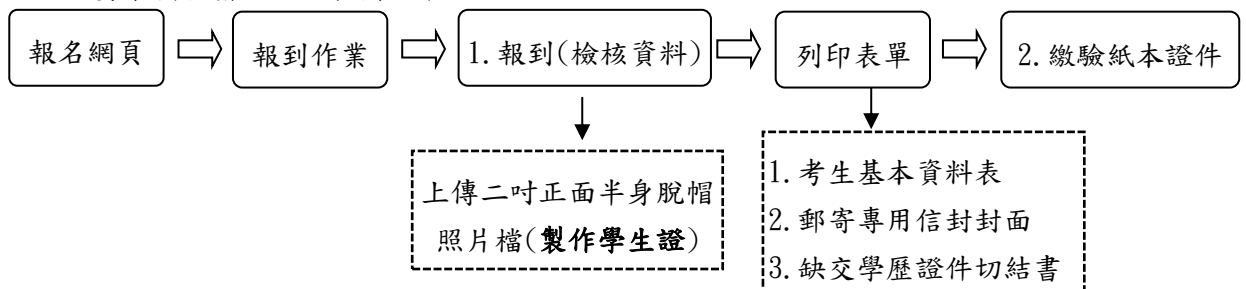 報名網頁
報到作業
1.報到(檢核資料)
列印表單
2.繳驗紙本證件
上傳二吋正面半身脫帽
照片檔(製作學生證)
1.考生基本資料表
2.郵寄專用信封封面
3.缺交學歷證件切結書